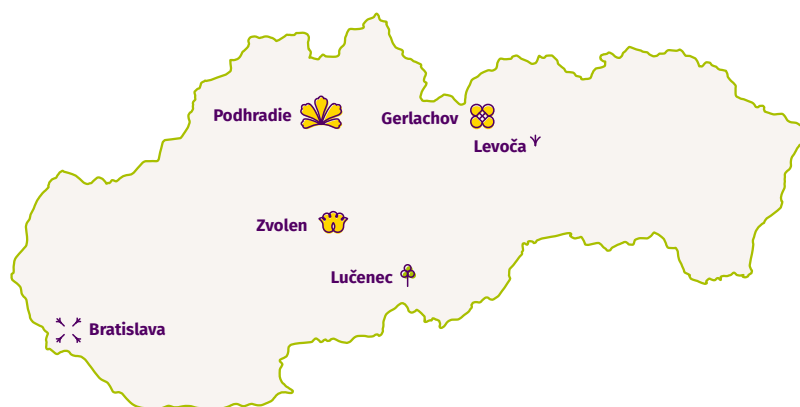 Podhradie
Gerlachov
Levoča
Zvolen
Lučenec
Bratislava